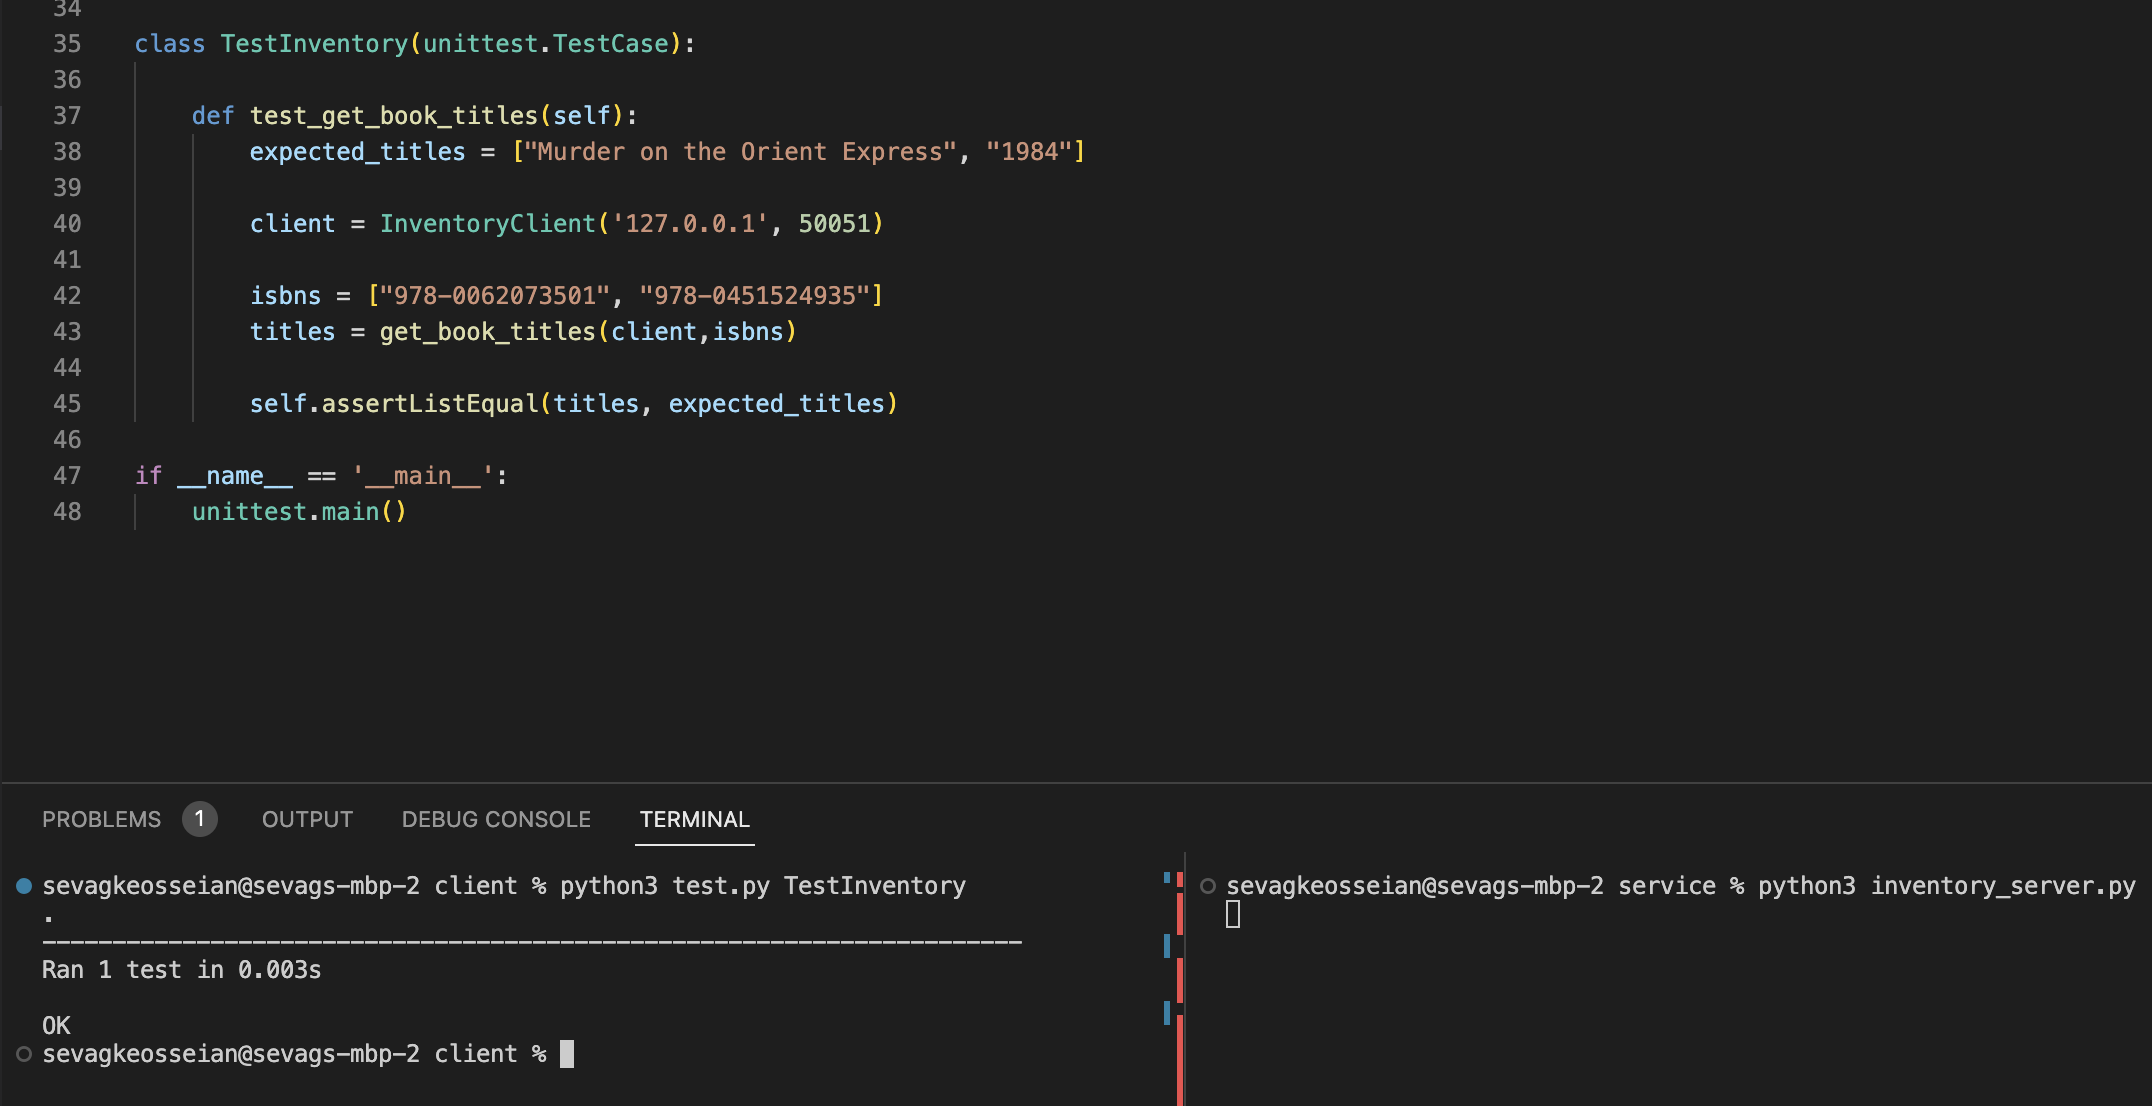 34
35 class TestInventory(unittest.TestCase):
36
37 def test_get_book_titles(self):
38 expected_titles = ["Murder on the Orient Express", "1984"]
39
40 client = InventoryClient('127.0.0.1', 50051)
41
42 isbns = ["978-0062073501", "978-0451524935"]
43 titles = get_book_titles(client,isbns)
44
45 self.assertListEqual(titles, expected_titles)
46
47 if __name__ == '__main__':
48 unittest.main()
PROBLEMS 1 OUTPUT DEBUG CONSOLE TERMINAL
sevagkeosseian@sevags-mbp-2 client % python3 test.py TestInventory
.
----------------------------------------------------------------------
Ran 1 test in 0.003s
OK
sevagkeosseian@sevags-mbp-2 client %
sevagkeosseian@sevags-mbp-2 service % python3 inventory_server.py